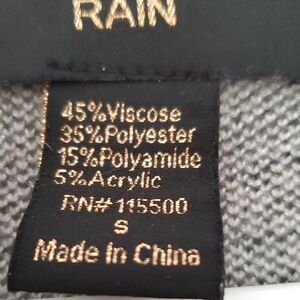 RAIN
45%Viscose
35%Polyester
15%Polyamide
5%Acrylic
RN# 115500
S
Made In China